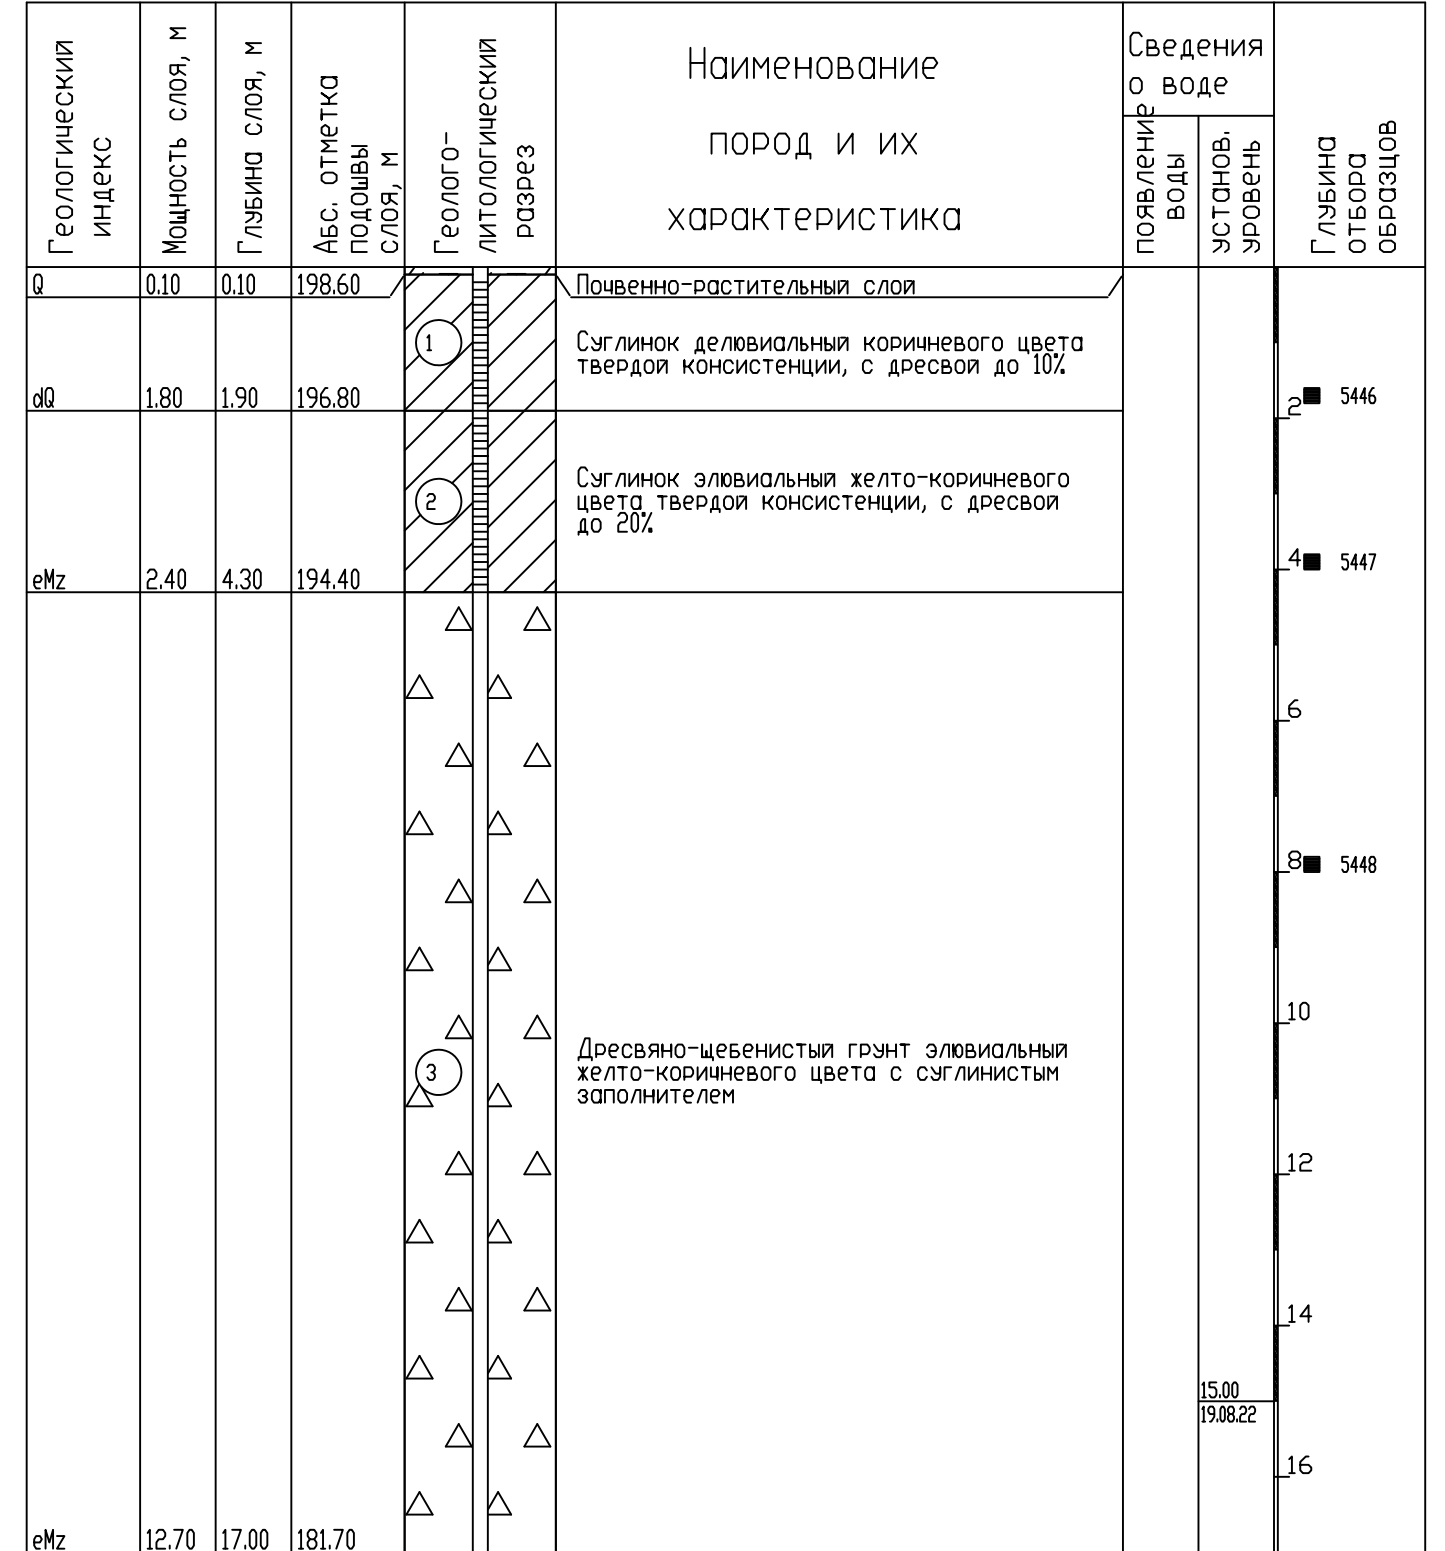 Геологический
индекс
Мощность слоя, м
Глубина слоя, м
Абс. отметка
подошвы
слоя, м
Геолого-
литологический
разрез
Наименование
пород и их
характеристика
Сведения
о воде
появление
воды
установ.
уровень
Глубина
отбора
образцов
Q 0.10 0.10 198.60 Почвенно-растительный слой
1
Суглинок делювиальный коричневого цвета
твердой консистенции, с дресвой до 10%
dQ 1.80 1.90 196.80
2 5446
2
Суглинок элювиальный желто-коричневого
цвета твердой консистенции, с дресвой
до 20%
eMz 2.40 4.30 194.40
4 5447
6
8 5448
10
3
Дресвяно-щебенистый грунт элювиальный
желто-коричневого цвета с суглинистым
заполнителем
12
14
15.00
19.08.22
16
eMz 12.70 17.00 181.70